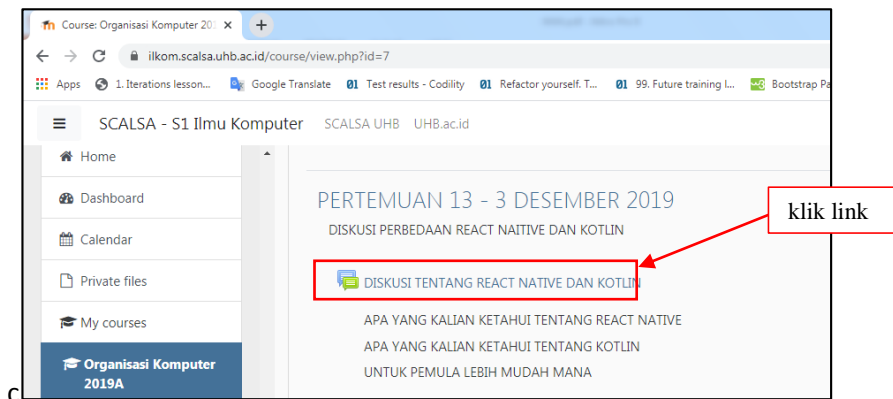 Course: Organisasi Komputer 20
ilkom.scalsa.uhb.ac.id/course/view.php?id=7
Apps 1. Iterations lesson... Google Translate 01 Test results - Codility 01 Refactor yourself. T... 01 99. Future training l... Bootstrap Pa
SCALSA - S1 Ilmu Komputer SCALSA UHB UHB.ac.id
Home
Dashboard
Calendar
Private files
My courses
Organisasi Komputer
2019A
PERTEMUAN 13 - 3 DESEMBER 2019
DISKUSI PERBEDAAN REACT NAITIVE DAN KOTLIN
klik link
DISKUSI TENTANG REACT NATIVE DAN KOTLIN
APA YANG KALIAN KETAHUI TENTANG REACT NATIVE
APA YANG KALIAN KETAHUI TENTANG KOTLIN
UNTUK PEMULA LEBIH MUDAH MANA
c